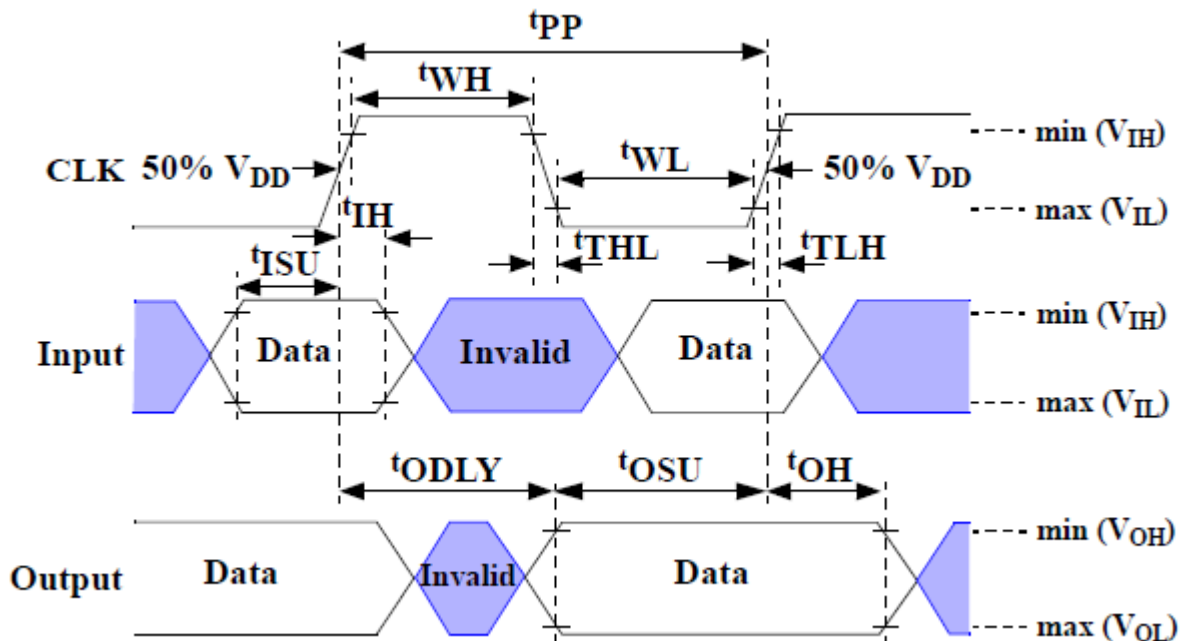 tPP
tWH
min (VIH)
CLK 50% VDD
tWL
50% VDD
tIH
max (VIL)
tISU
tTHL
tTLH
min (VIH)
Input
Data
Invalid
Data
max (VIL)
tODLY
tOSU
tOH
min (VOH)
Output
Data
Invalid
Data
max (VOL)